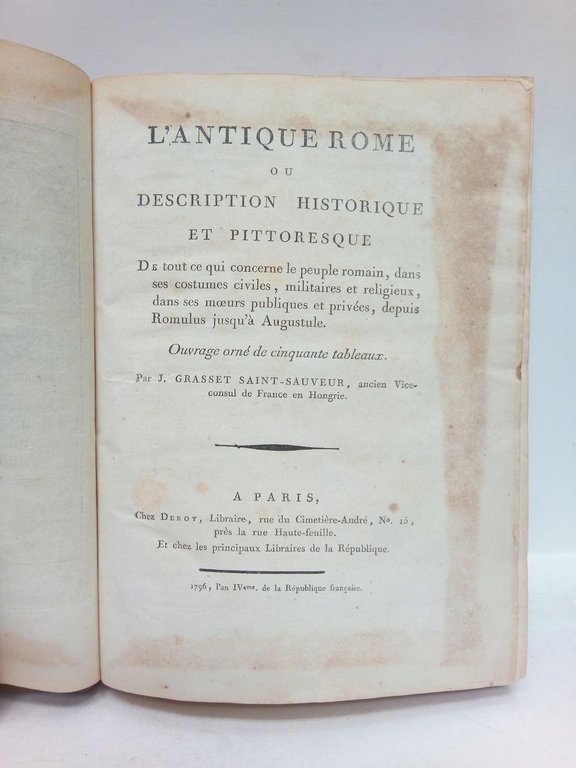 L'ANTIQUE ROME
OU
DESCRIPTION HISTORIQUE
ET PITTORESQUE
DE tout ce qui concerne le peuple romain, dans
ses costumes civiles, militaires et religieux,
dans ses mœurs publiques et privées, depuis
Romulus jusqu'à Augustule.
Ouvrage orné de cinquante tableaux.
Par J. GRASSET SAINT-SAUVEUR, ancien Vice-
consul de France en Hongrie.
A PARIS,
Chez DEROY, Libraire, rue du Cimetière-André, No. 15,
près la rue Haute-feuille.
Et chez les principaux Libraires de la République.
1796, l'an IVeme. de la République française.